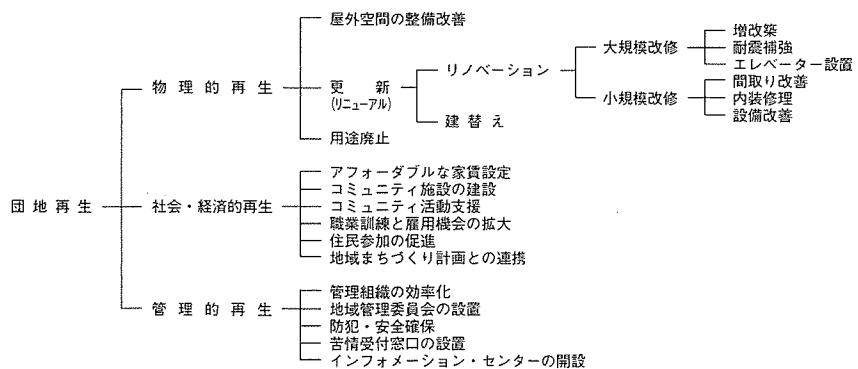 団地再生
物理的再生
屋外空間の整備改善
更新
(リニューアル)
リノベーション
大規模改修
増改築
耐震補強
エレベーター設置
小規模改修
間取り改善
内装修理
設備改善
建替え
用途廃止
社会・経済的再生
アフォーダブルな家賃設定
コミュニティ施設の建設
コミュニティ活動支援
職業訓練と雇用機会の拡大
住民参加の促進
地域まちづくり計画との連携
管理的再生
管理組織の効率化
地域管理委員会の設置
防犯・安全確保
苦情受付窓口の設置
インフォメーション・センターの開設